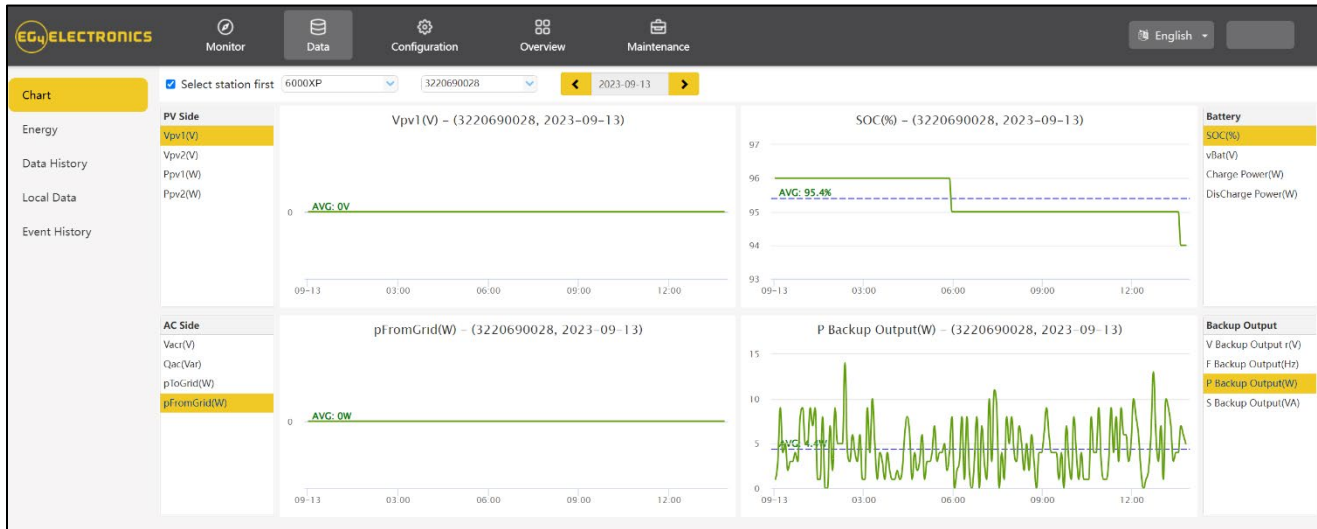 EG4 ELECTRONICS
Monitor
Data
Configuration
Overview
Maintenance
English
Chart
Energy
Data History
Local Data
Event History
Select station first
6000XP
3220690028
2023-09-13
PV Side
Vpv1(V)
Vpv2(V)
Ppv1(W)
Ppv2(W)
Vpv1(V) – (3220690028, 2023-09-13)
AVG: 0V
0
09-13 03:00 06:00 09:00 12:00
SOC(%) – (3220690028, 2023-09-13)
97
96
AVG: 95.4%
95
94
93
09-13 03:00 06:00 09:00 12:00
Battery
SOC(%)
vBat(V)
Charge Power(W)
DisCharge Power(W)
AC Side
Vacr(V)
Qac(Var)
pToGrid(W)
pFromGrid(W)
pFromGrid(W) – (3220690028, 2023-09-13)
AVG: 0W
0
09-13 03:00 06:00 09:00 12:00
P Backup Output(W) – (3220690028, 2023-09-13)
15
10
5
AVG: 4.4W
0
09-13 03:00 06:00 09:00 12:00
Backup Output
V Backup Output r(V)
F Backup Output(Hz)
P Backup Output(W)
S Backup Output(VA)